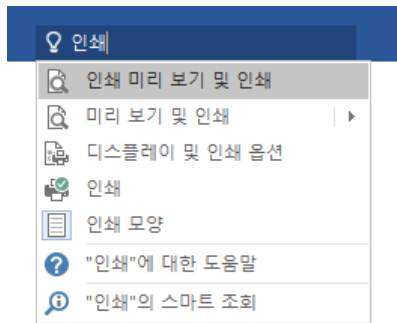 인쇄
인쇄 미리 보기 및 인쇄
미리 보기 및 인쇄
디스플레이 및 인쇄 옵션
인쇄
인쇄 모양
"인쇄"에 대한 도움말
"인쇄"의 스마트 조회